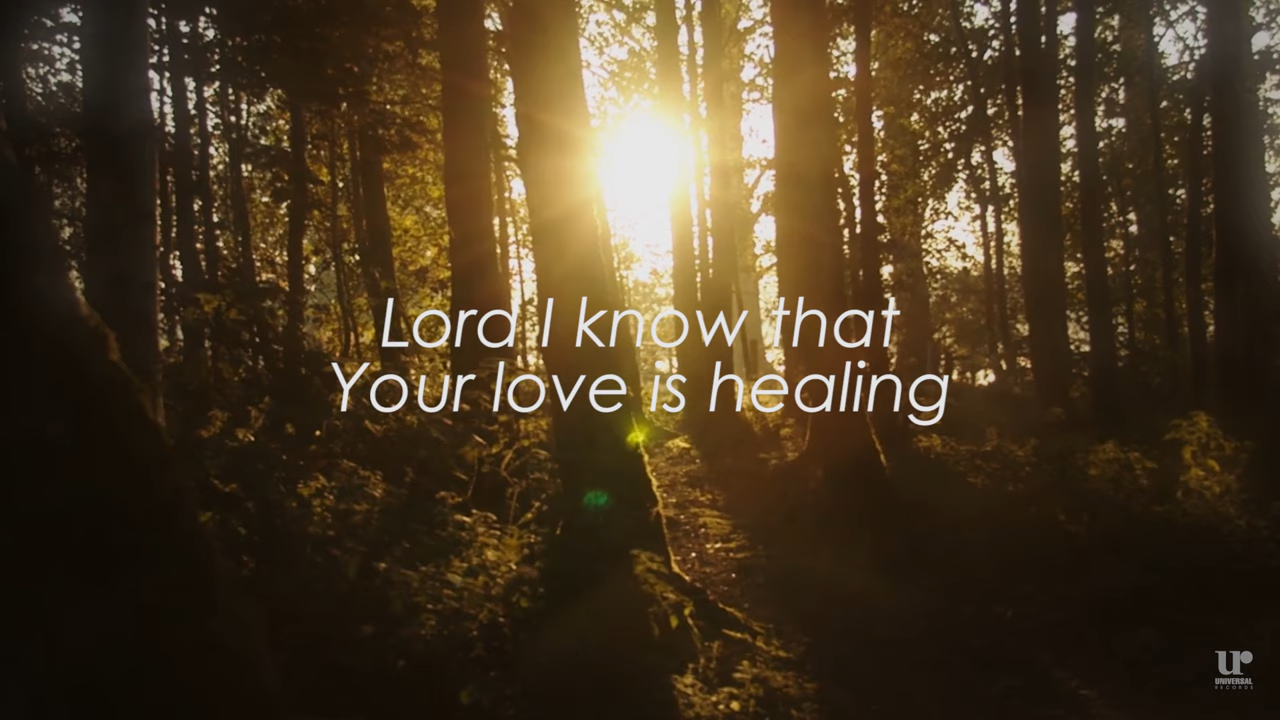 Lord I know that
Your love is healing
ur
UNIVERSAL
RECORDS